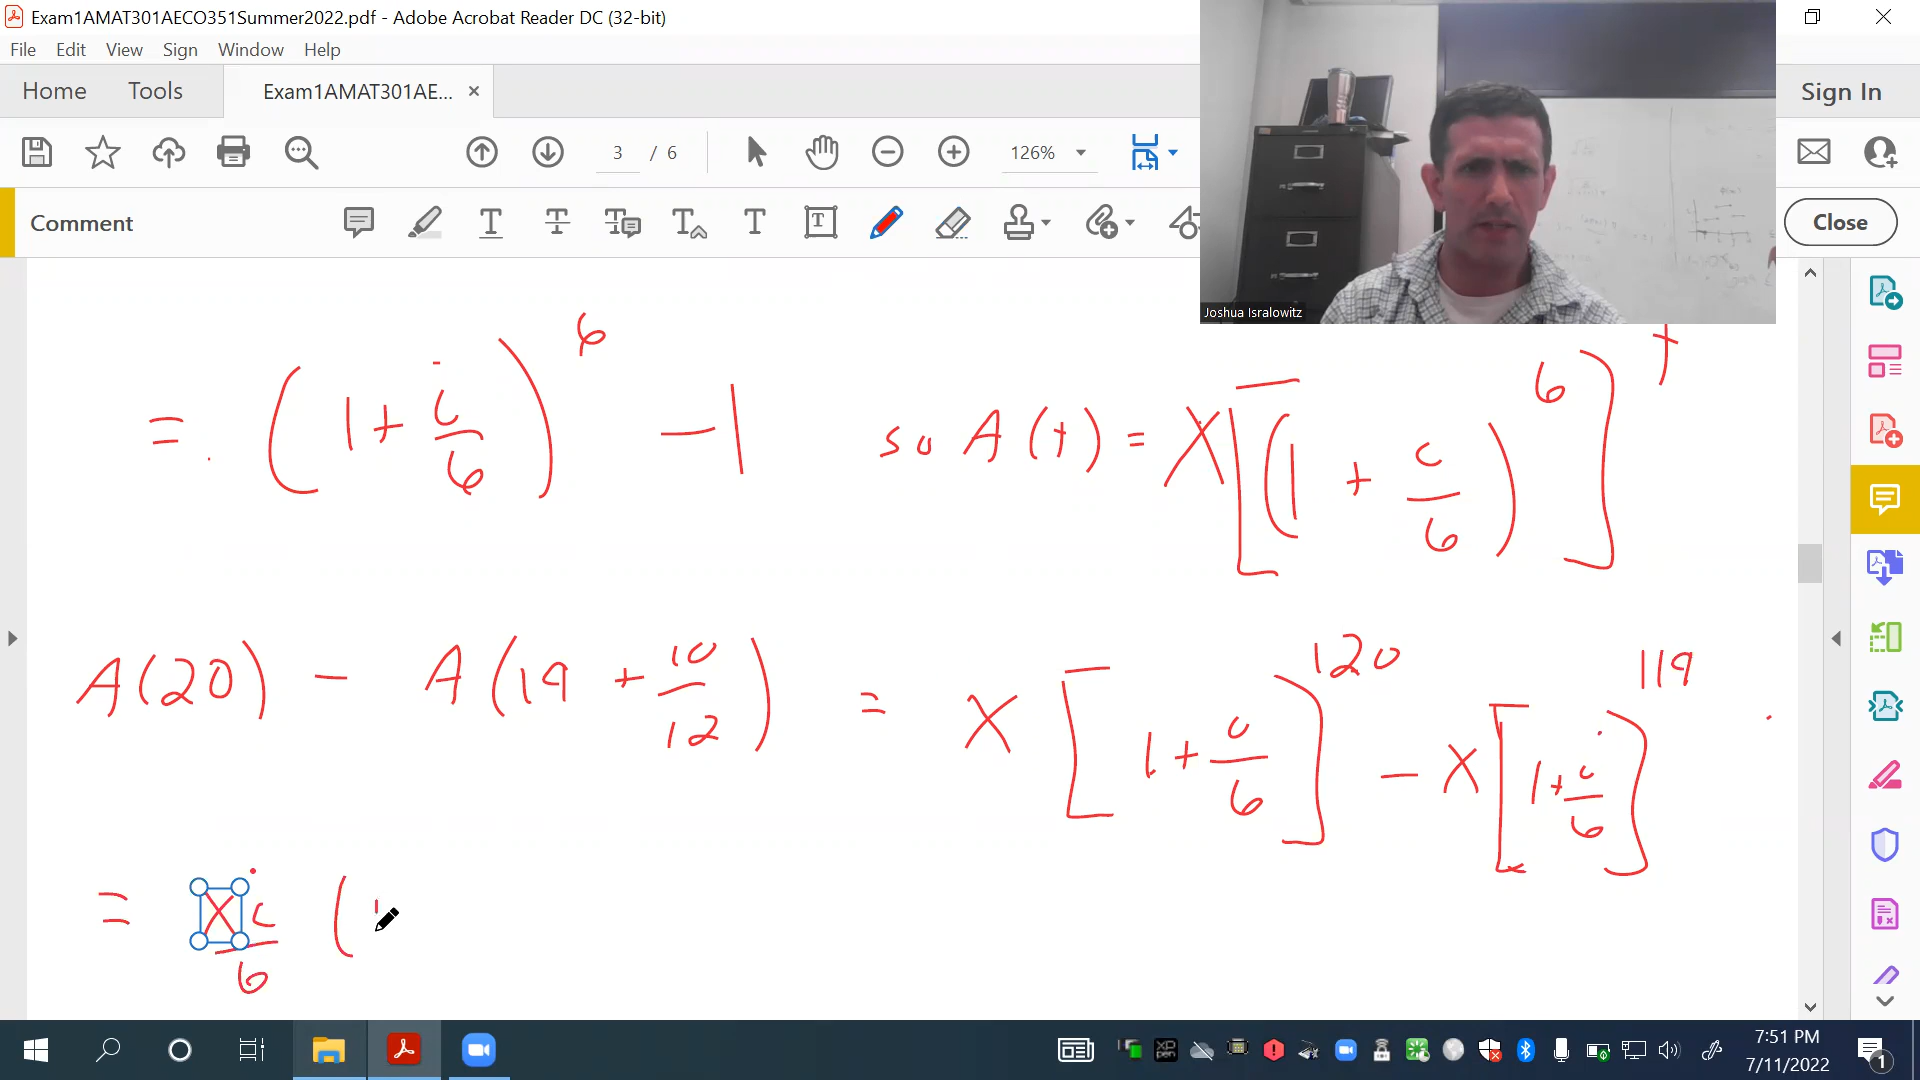 Exam1AMAT301AECO351Summer2022.pdf - Adobe Acrobat Reader DC (32-bit)
File Edit View Sign Window Help
Home Tools Exam1AMAT301AE... × Sign In
3 / 6 126%
Comment Close
Joshua Isralowitz
= (1 + i/6)^6 - 1 so A(t) = X[(1 + i/6)^6]^t
A(20) - A(19 + 10/12) = X[1 + i/6]^120 - X[1 + i/6]^119
= Xi/6 (
7:51 PM
7/11/2022
1